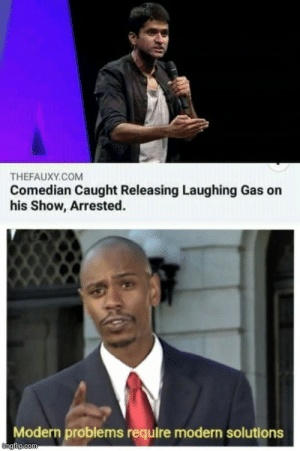 THEFAUXY.COM
Comedian Caught Releasing Laughing Gas on
his Show, Arrested.
Modern problems require modern solutions
imgflip.com